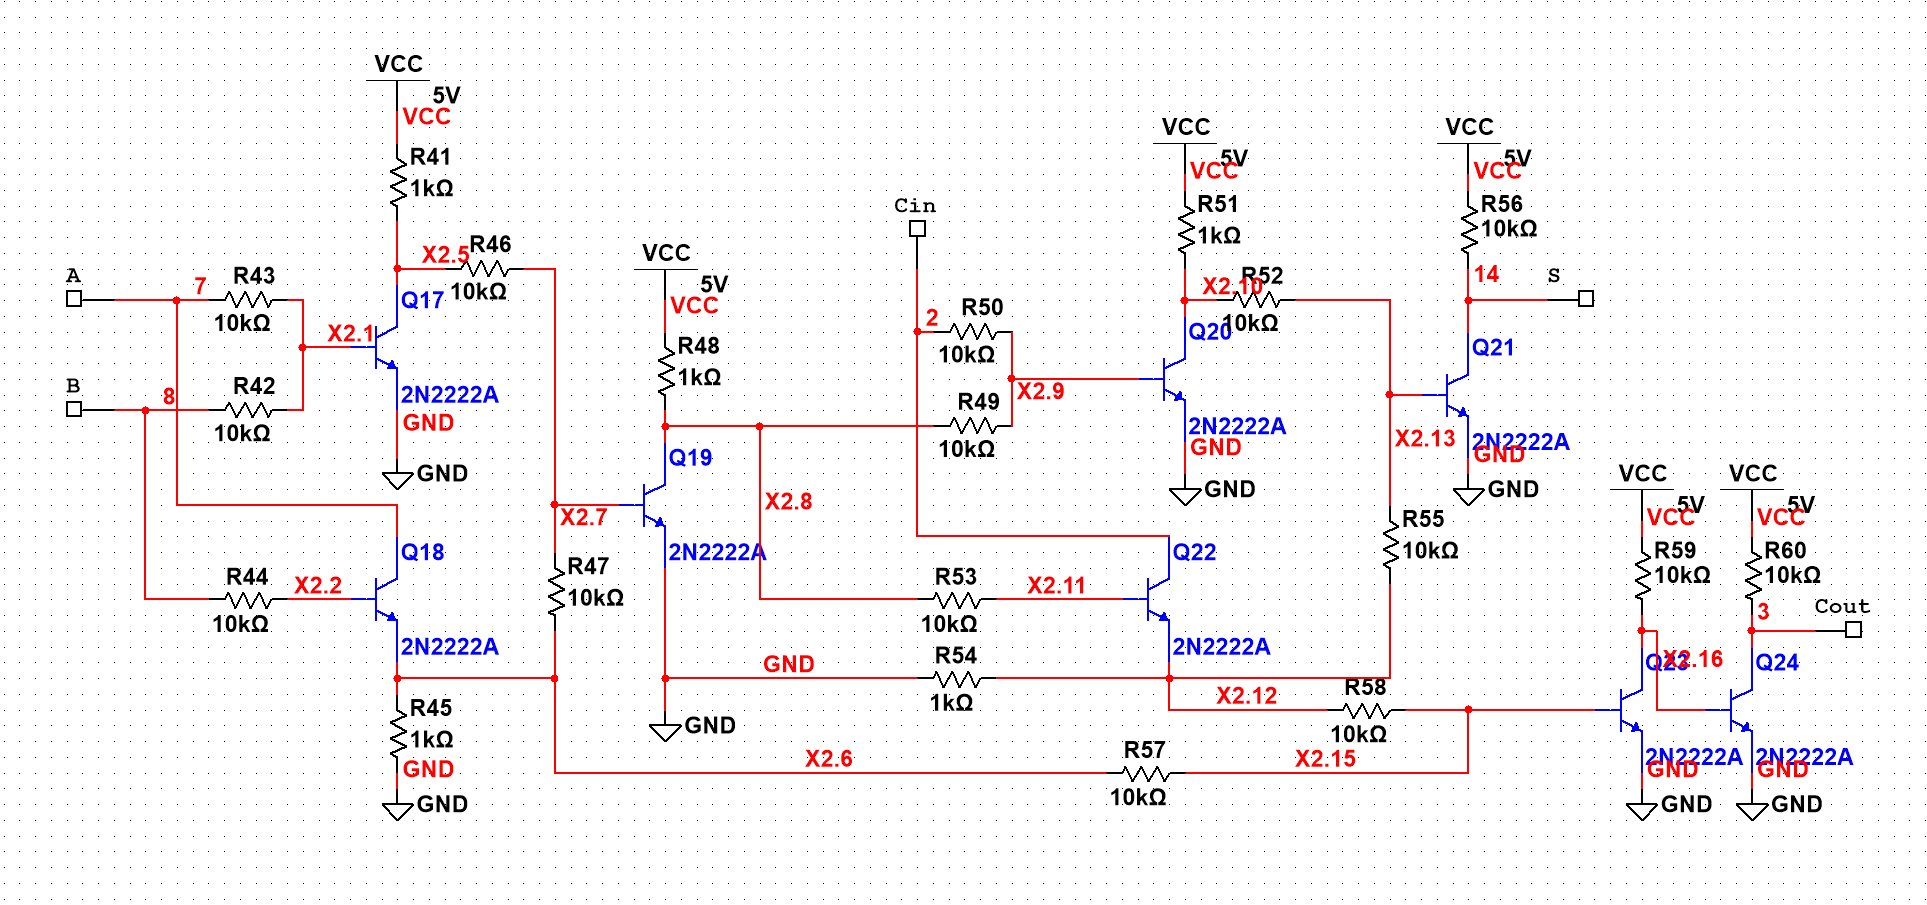 VCC
5V
VCC
R41
1kΩ
X2.5
R46
10kΩ
A
7
R43
10kΩ
Q17
X2.1
B
8
R42
10kΩ
2N2222A
GND
GND
Q18
R44
X2.2
10kΩ
2N2222A
R45
1kΩ
GND
GND
VCC
5V
VCC
R48
1kΩ
Q19
X2.7
2N2222A
R47
10kΩ
X2.8
GND
GND
X2.6
Cin
2
R50
10kΩ
R49
10kΩ
X2.9
VCC
5V
VCC
R51
1kΩ
X2.10
R52
10kΩ
Q20
2N2222A
GND
GND
VCC
5V
VCC
R56
10kΩ
14
S
Q21
X2.13
2N2222A
GND
GND
R53
10kΩ
X2.11
Q22
2N2222A
R54
1kΩ
R55
10kΩ
X2.12
R58
10kΩ
R57
10kΩ
X2.15
VCC
5V
VCC
R59
10kΩ
Q23
X2.16
2N2222A
GND
GND
VCC
5V
VCC
R60
10kΩ
3
Cout
Q24
2N2222A
GND
GND